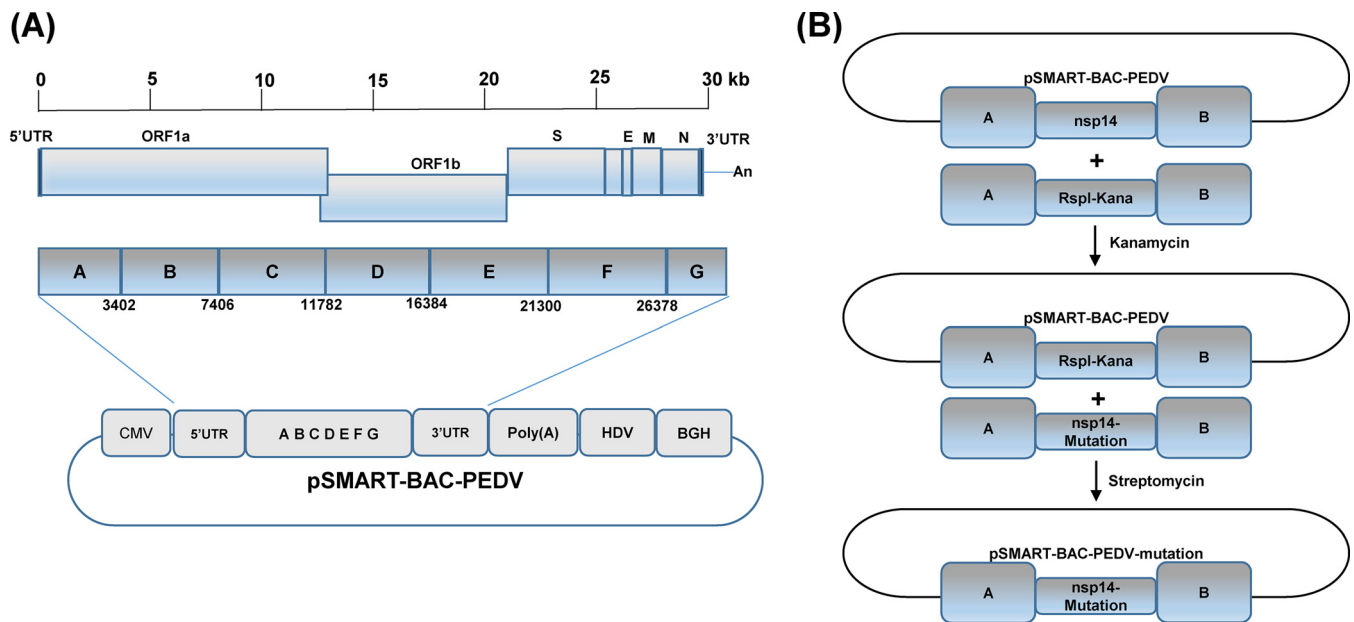 (A)
0 5 10 15 20 25 30 kb
5'UTR ORF1a ORF1b S E M N 3'UTR
An
A B C D E F G
3402 7406 11782 16384 21300 26378
CMV 5'UTR A B C D E F G 3'UTR Poly(A) HDV BGH
pSMART-BAC-PEDV
(B)
pSMART-BAC-PEDV
A nsp14 B
+
A Rspl-Kana B
Kanamycin
pSMART-BAC-PEDV
A Rspl-Kana B
+
A nsp14-
Mutation B
Streptomycin
pSMART-BAC-PEDV-mutation
A nsp14-
Mutation B